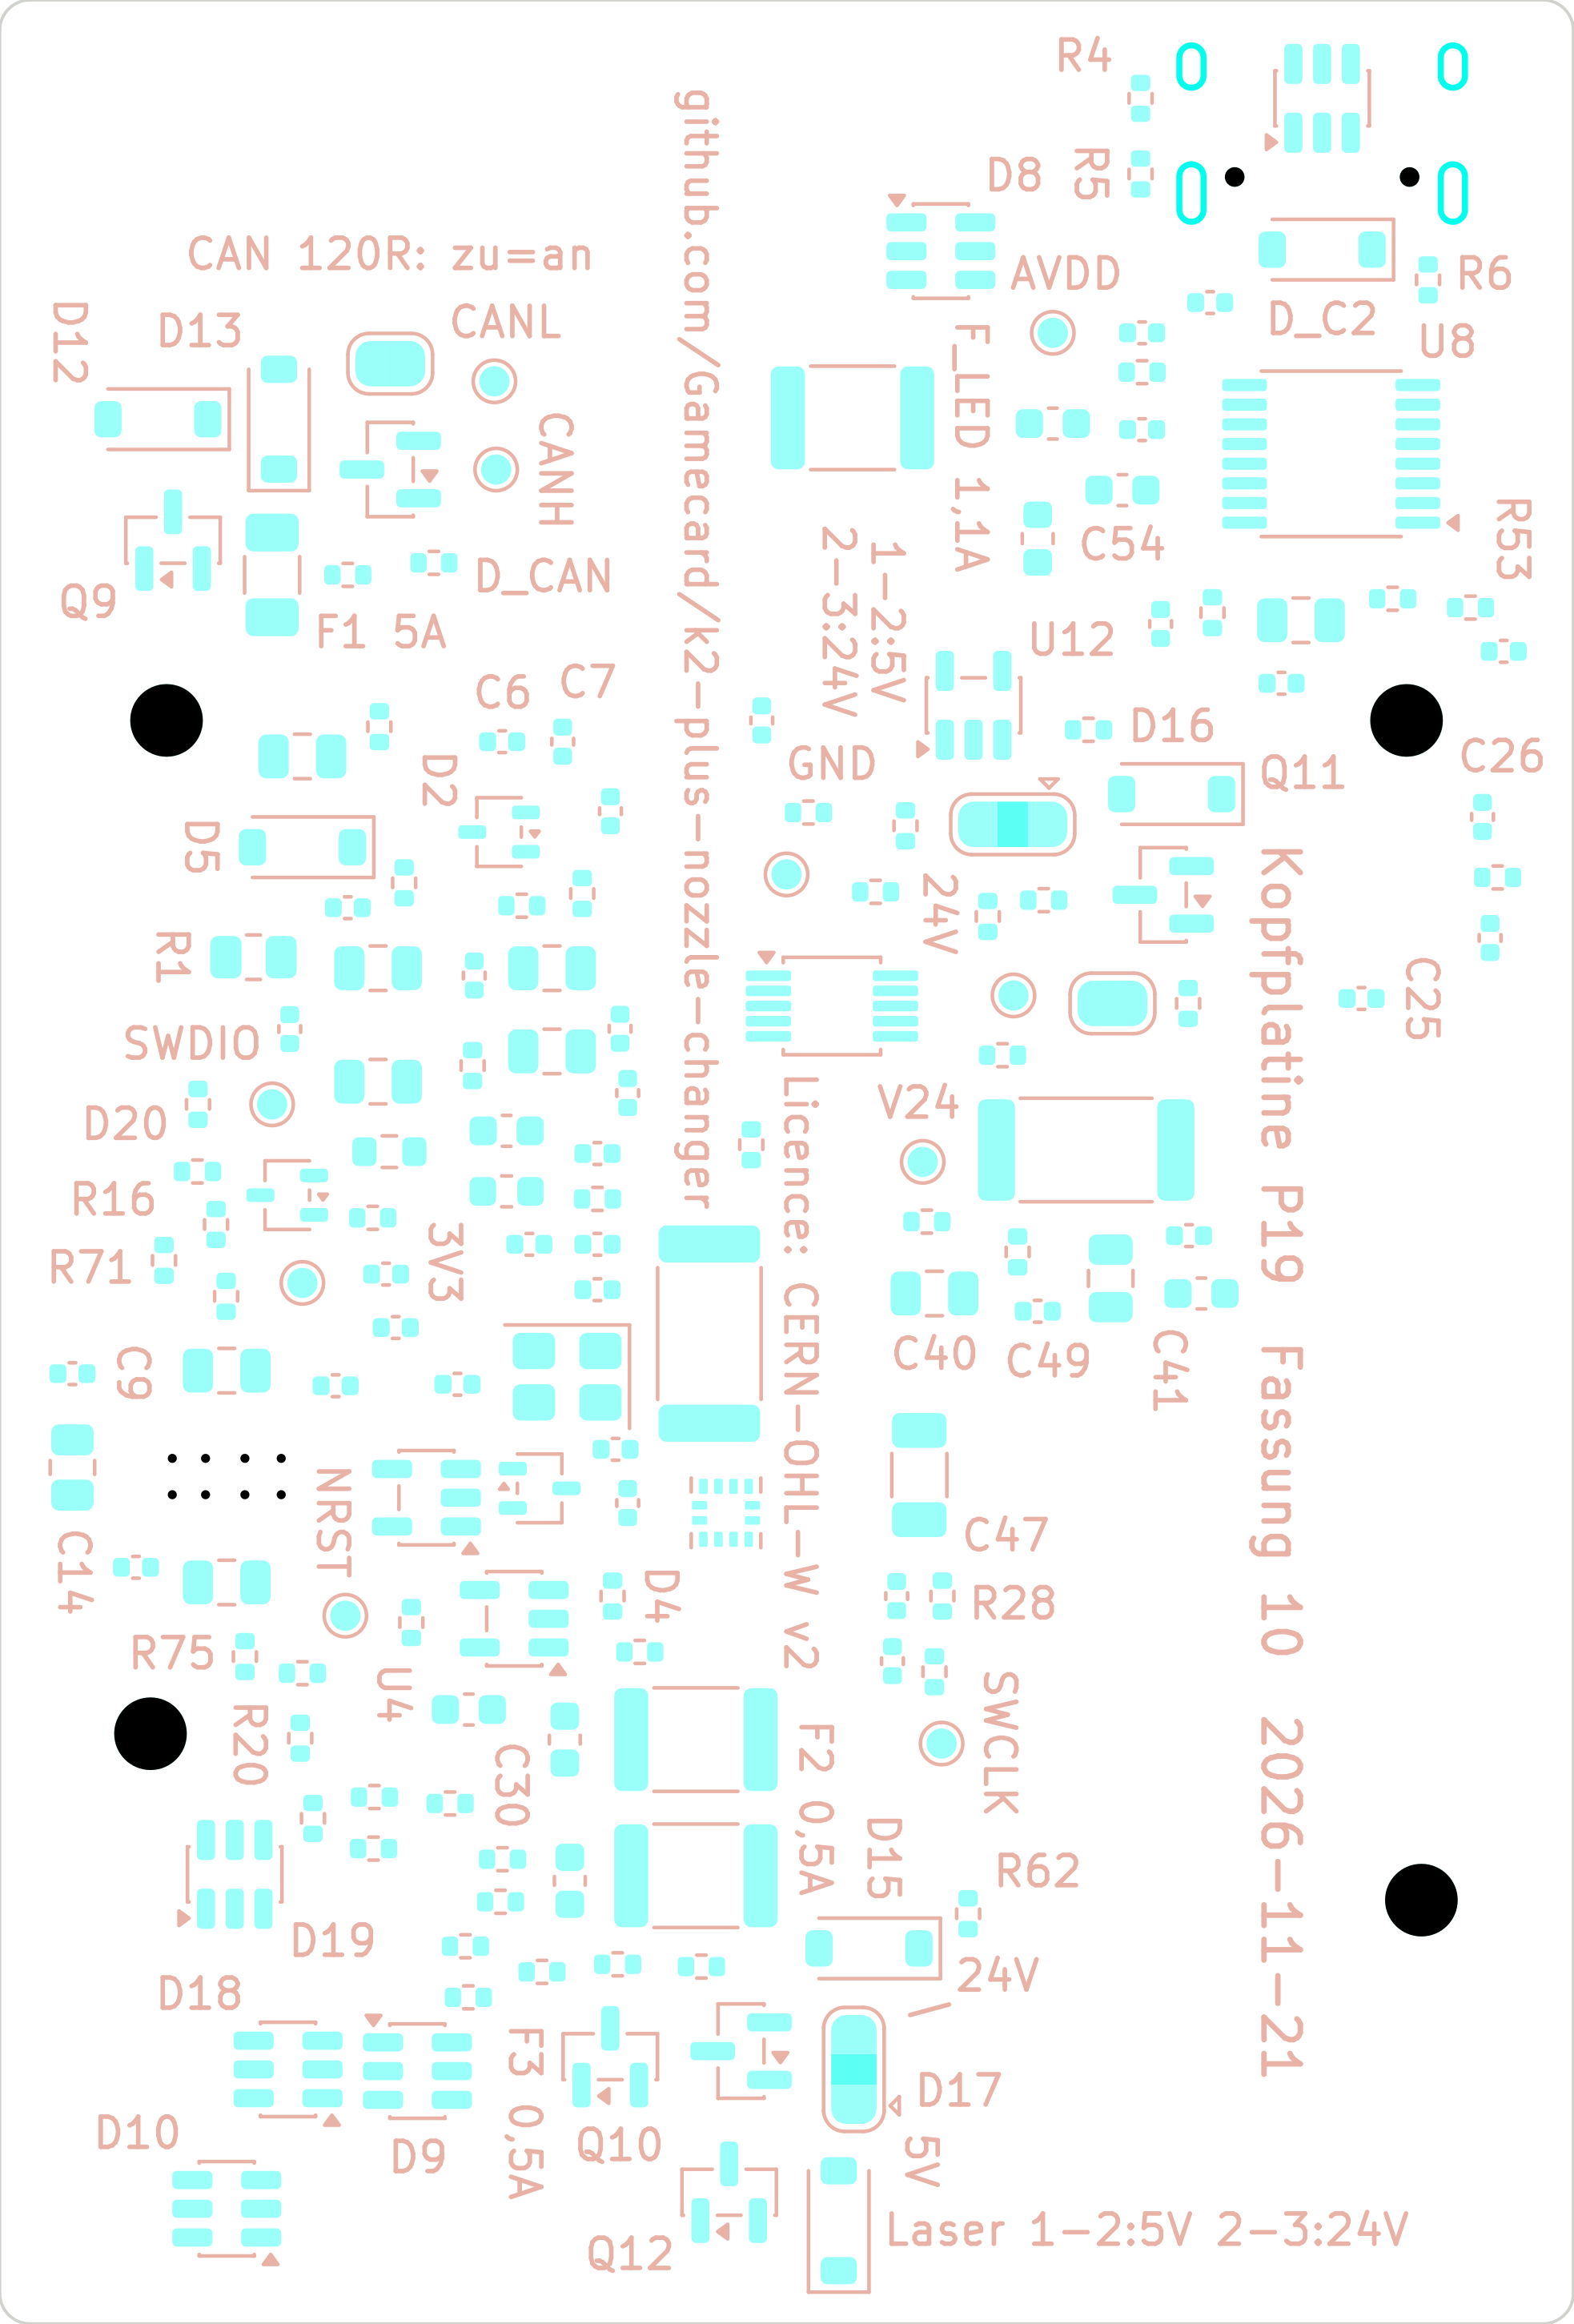 R4
R5
D8
github.com/Gamecard/k2-plus-nozzle-changer
CAN 120R: zu=an
AVDD
R6
D_C2
U8
D12
D13
CANL
CANH
F_LED 1,1A
C54
R53
D_CAN
Q9
F1 5A
1-2:5V
2-3:24V
U12
C6
C7
D16
C26
GND
Q11
D2
D5
24V
Kopfplatine P19 Fassung 10 2026-11-21
R1
C25
SWDIO
Licence: CERN-OHL-W v2
V24
D20
R16
R71
3V3
C9
C40
C49
C41
NRST
C14
C47
D4
R28
R75
U4
SWCLK
R20
C30
F2 0,5A
D15
R62
D19
24V
D18
F3 0,5A
D17
D10
D9
Q10
5V
Q12
Laser 1-2:5V 2-3:24V